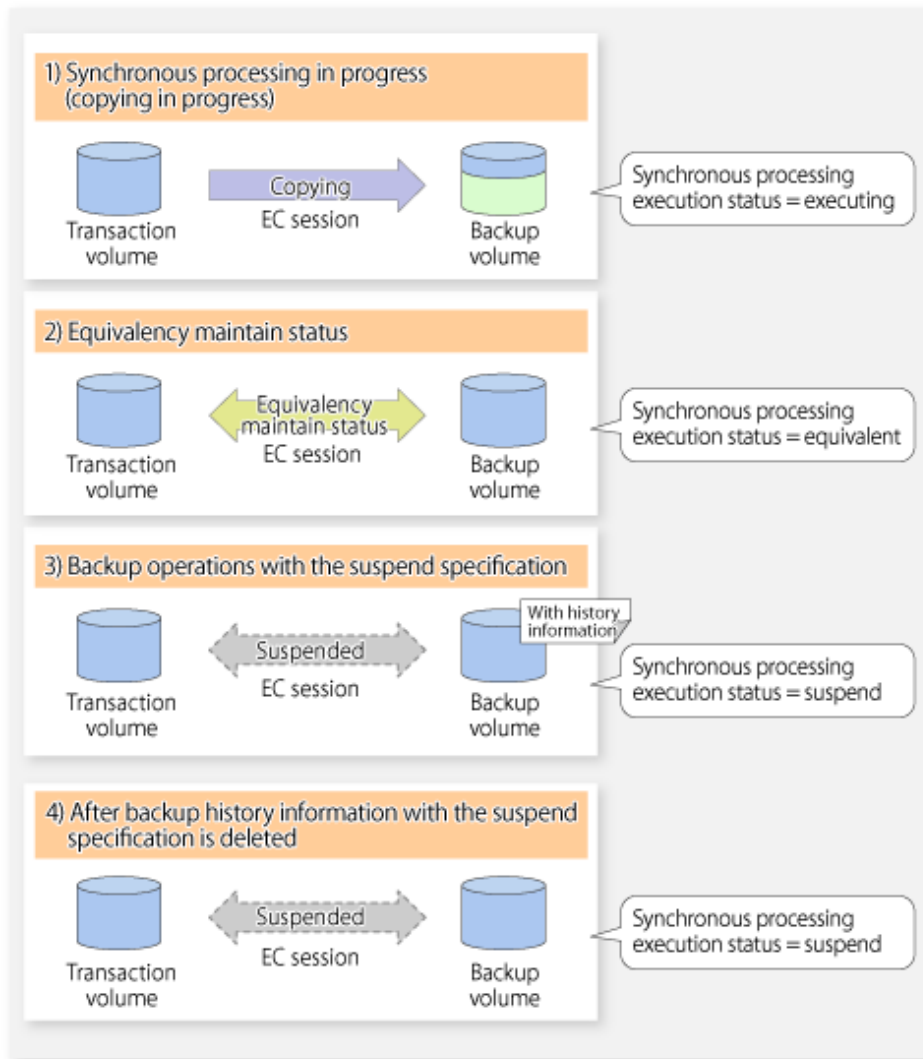 1) Synchronous processing in progress
(copying in progress)
Copying
EC session
Transaction
volume
Backup
volume
Synchronous processing
execution status = executing
2) Equivalency maintain status
Equivalency
maintain status
EC session
Transaction
volume
Backup
volume
Synchronous processing
execution status = equivalent
3) Backup operations with the suspend specification
With history
information
Suspended
EC session
Transaction
volume
Backup
volume
Synchronous processing
execution status = suspend
4) After backup history information with the suspend
specification is deleted
Suspended
EC session
Transaction
volume
Backup
volume
Synchronous processing
execution status = suspend